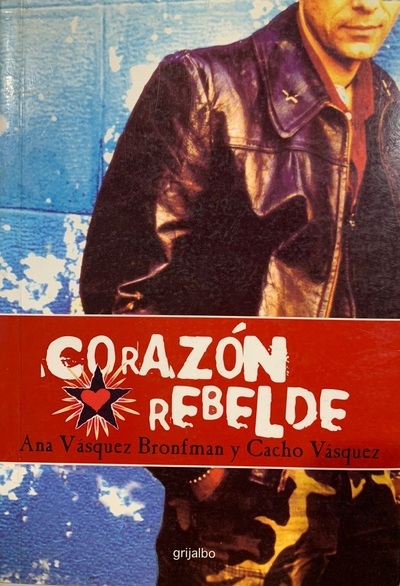 CORAZÓN
REBELDE
Ana Vásquez Bronfman y Cacho Vásquez
grijalbo